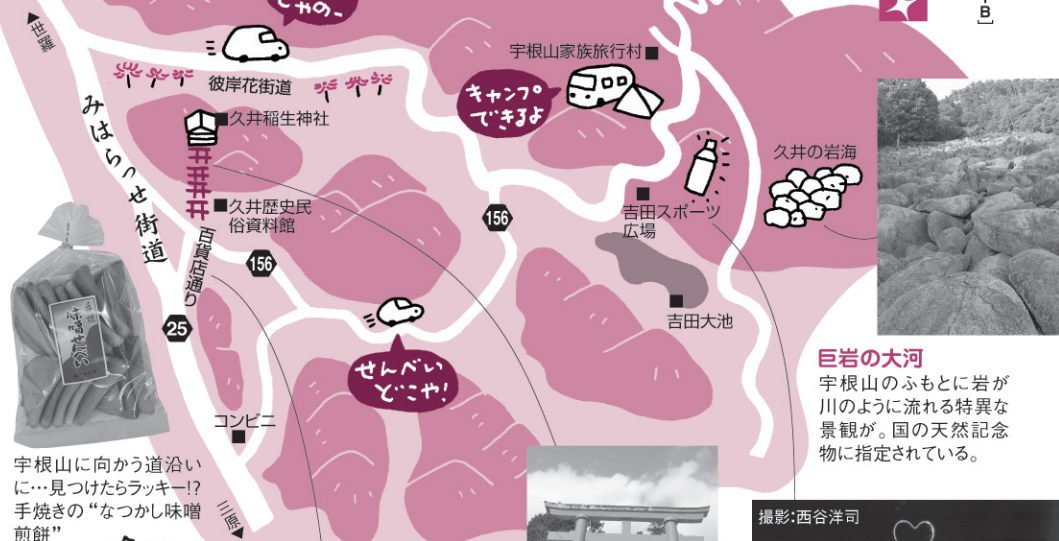 じゃのー
B
▲世羅
宇根山家族旅行村■
彼岸花街道
キャンプ
できるよ
みはらっせ街道
■久井稲生神社
久井の岩海
■久井歴史民
俗資料館
156
■
吉田スポーツ
広場
百貨店通り
156
25
■
吉田大池
せんべい
どこや!
巨岩の大河
宇根山のふもとに岩が
川のように流れる特異な
景観が。国の天然記念
物に指定されている。
コンビニ
■
宇根山に向かう道沿い
に…見つけたらラッキー!?
手焼きの“なつかし味噌
煎餅”
三原▼
撮影:西谷洋司